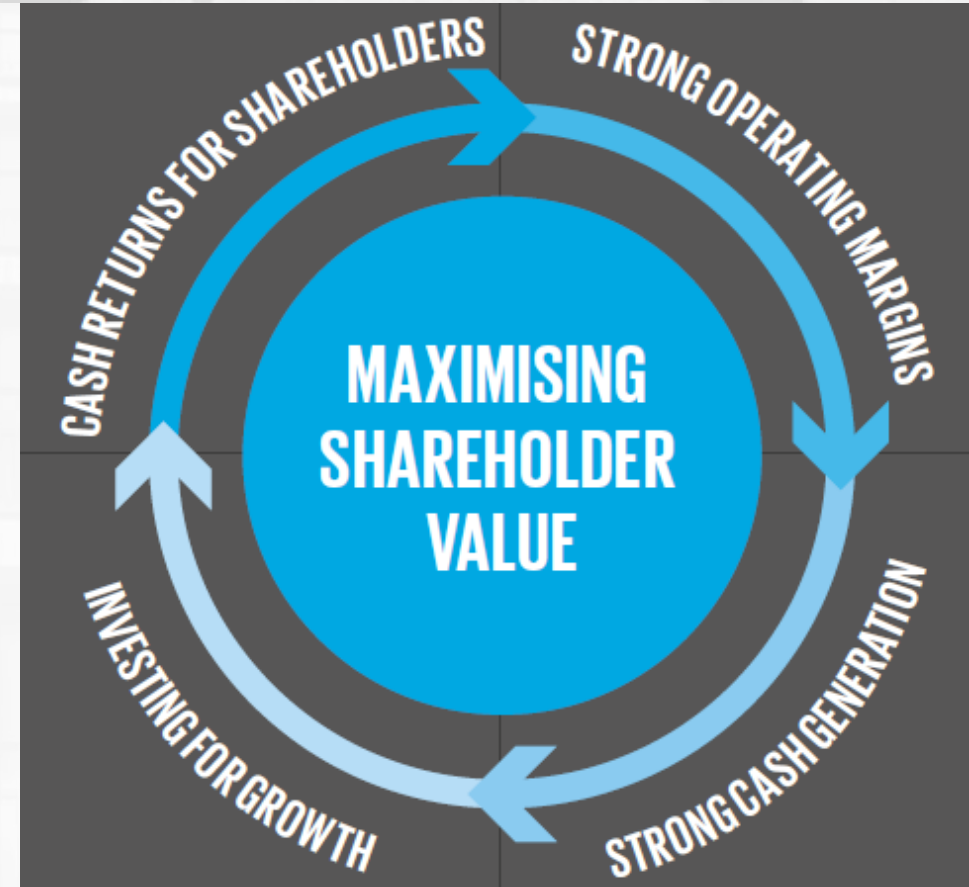 CASH RETURNS FOR SHAREHOLDERS
STRONG OPERATING MARGINS
MAXIMISING
SHAREHOLDER
VALUE
INVESTING FOR GROWTH
STRONG CASH GENERATION